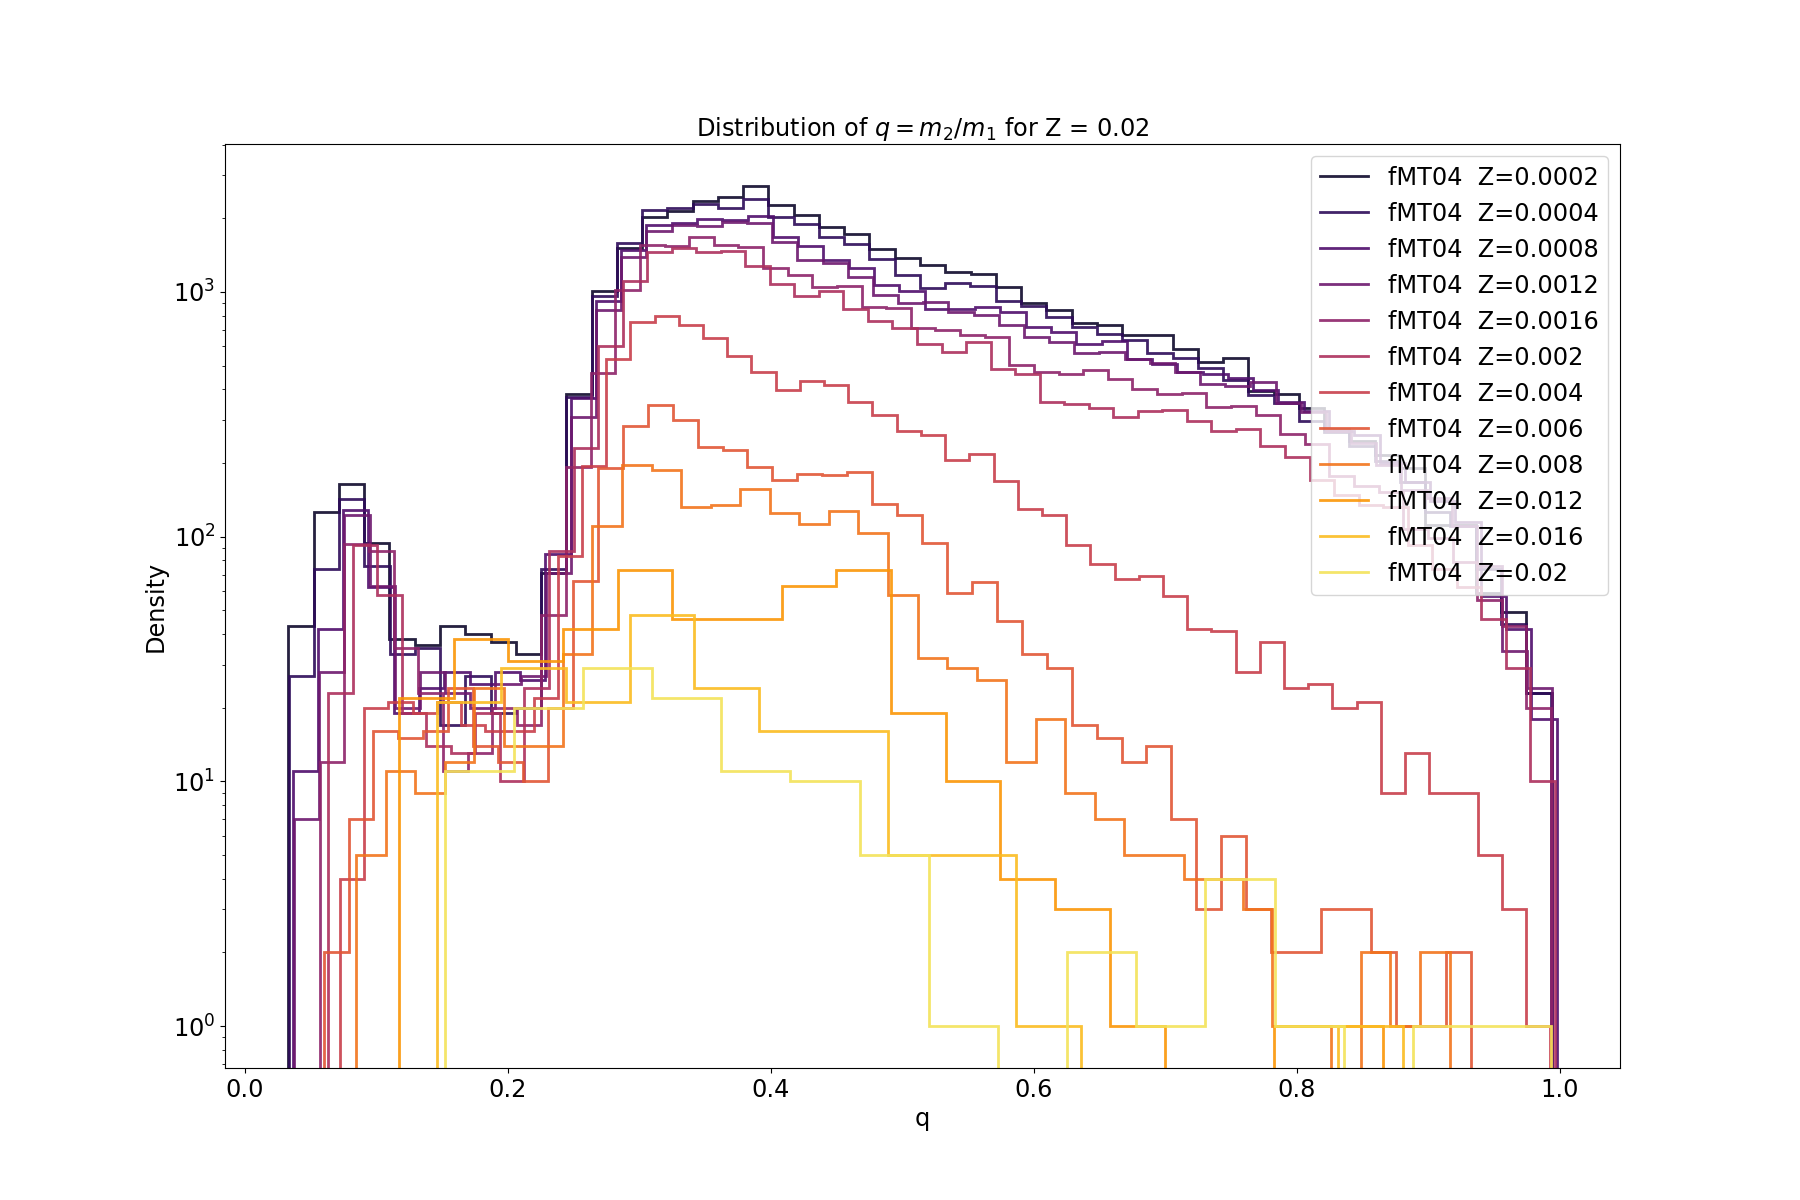 Distribution of q = m₂/m₁ for Z = 0.02
Density
10³
10²
10¹
10⁰
fMT04 Z=0.0002
fMT04 Z=0.0004
fMT04 Z=0.0008
fMT04 Z=0.0012
fMT04 Z=0.0016
fMT04 Z=0.002
fMT04 Z=0.004
fMT04 Z=0.006
fMT04 Z=0.008
fMT04 Z=0.012
fMT04 Z=0.016
fMT04 Z=0.02
0.0 0.2 0.4 0.6 0.8 1.0
q